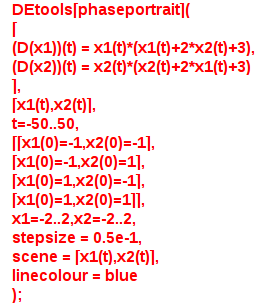 DEtools[phaseportrait](
[
(D(x1))(t) = x1(t)*(x1(t)+2*x2(t)+3),
(D(x2))(t) = x2(t)*(x2(t)+2*x1(t)+3)
],
[x1(t),x2(t)],
t=-50..50,
[[x1(0)=-1,x2(0)=-1],
[x1(0)=-1,x2(0)=1],
[x1(0)=1,x2(0)=-1],
[x1(0)=1,x2(0)=1]],
x1=-2..2,x2=-2..2,
stepsize = 0.5e-1,
scene = [x1(t),x2(t)],
linecolour = blue
);